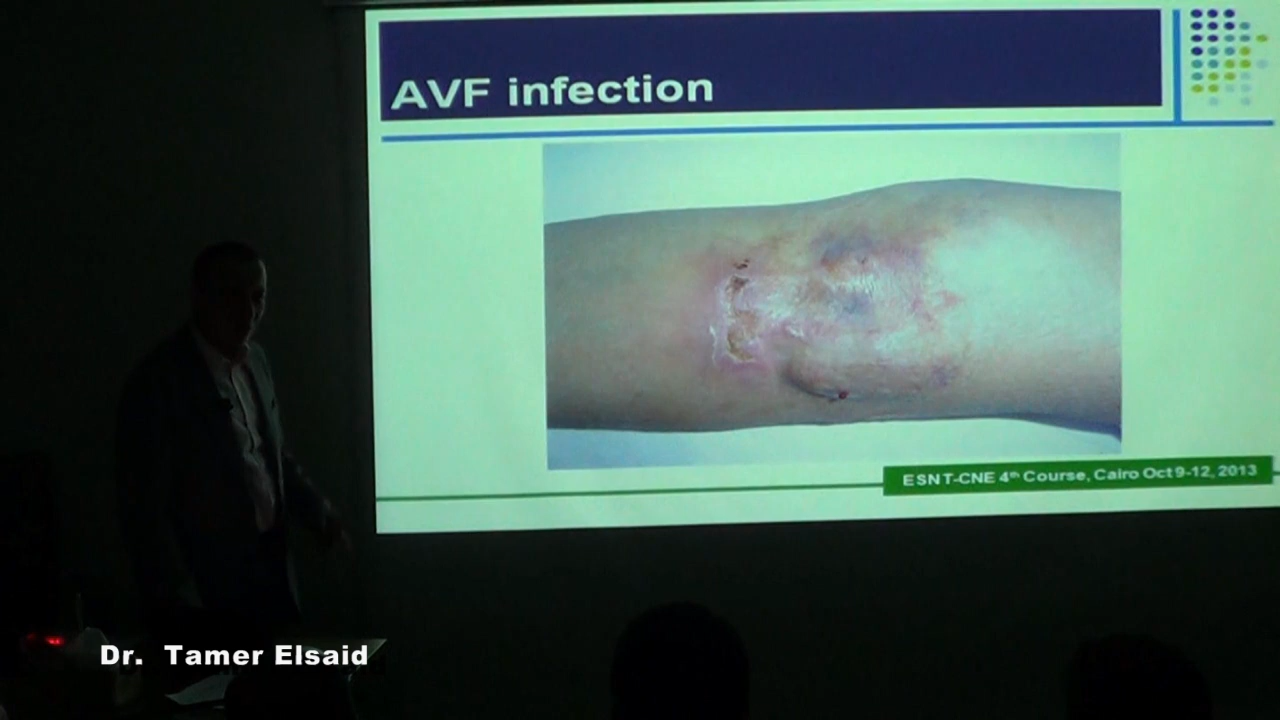 AVF infection
ESNT-CNE 4th Course, Cairo Oct 9-12, 2013
Dr. Tamer Elsaid